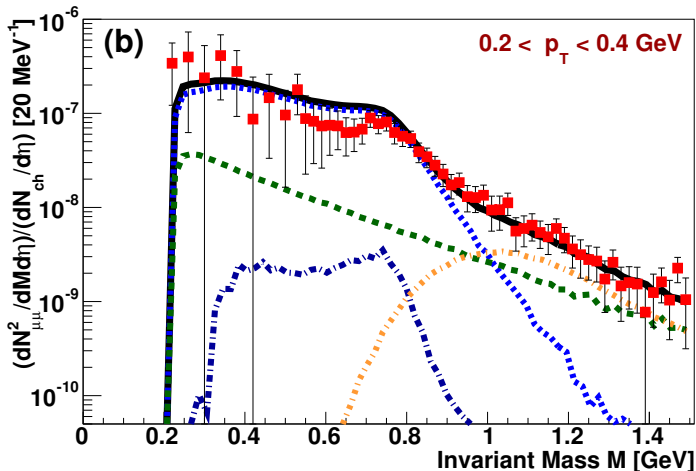 (b)
0.2 < p_T < 0.4 GeV
(dN²_μμ/dMdη)/(dN_ch/dη) [20 MeV⁻¹]
10⁻⁶
10⁻⁷
10⁻⁸
10⁻⁹
10⁻¹⁰
0 0.2 0.4 0.6 0.8 1 1.2 1.4
Invariant Mass M [GeV]